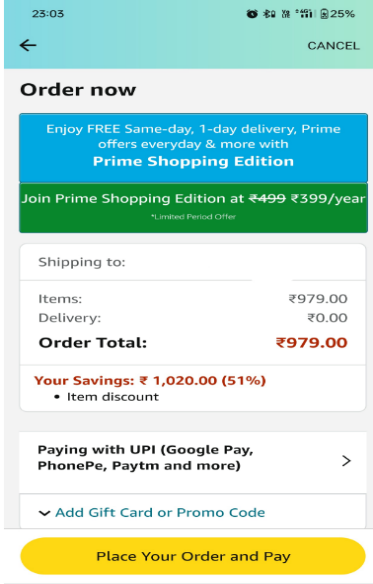 23:03
25%
CANCEL
Order now
Enjoy FREE Same-day, 1-day delivery, Prime
offers everyday & more with
Prime Shopping Edition
Join Prime Shopping Edition at ₹499 ₹399/year
*Limited Period Offer
Shipping to:
Items: ₹979.00
Delivery: ₹0.00
Order Total: ₹979.00
Your Savings: ₹ 1,020.00 (51%)
• Item discount
Paying with UPI (Google Pay,
PhonePe, Paytm and more)
Add Gift Card or Promo Code
Place Your Order and Pay